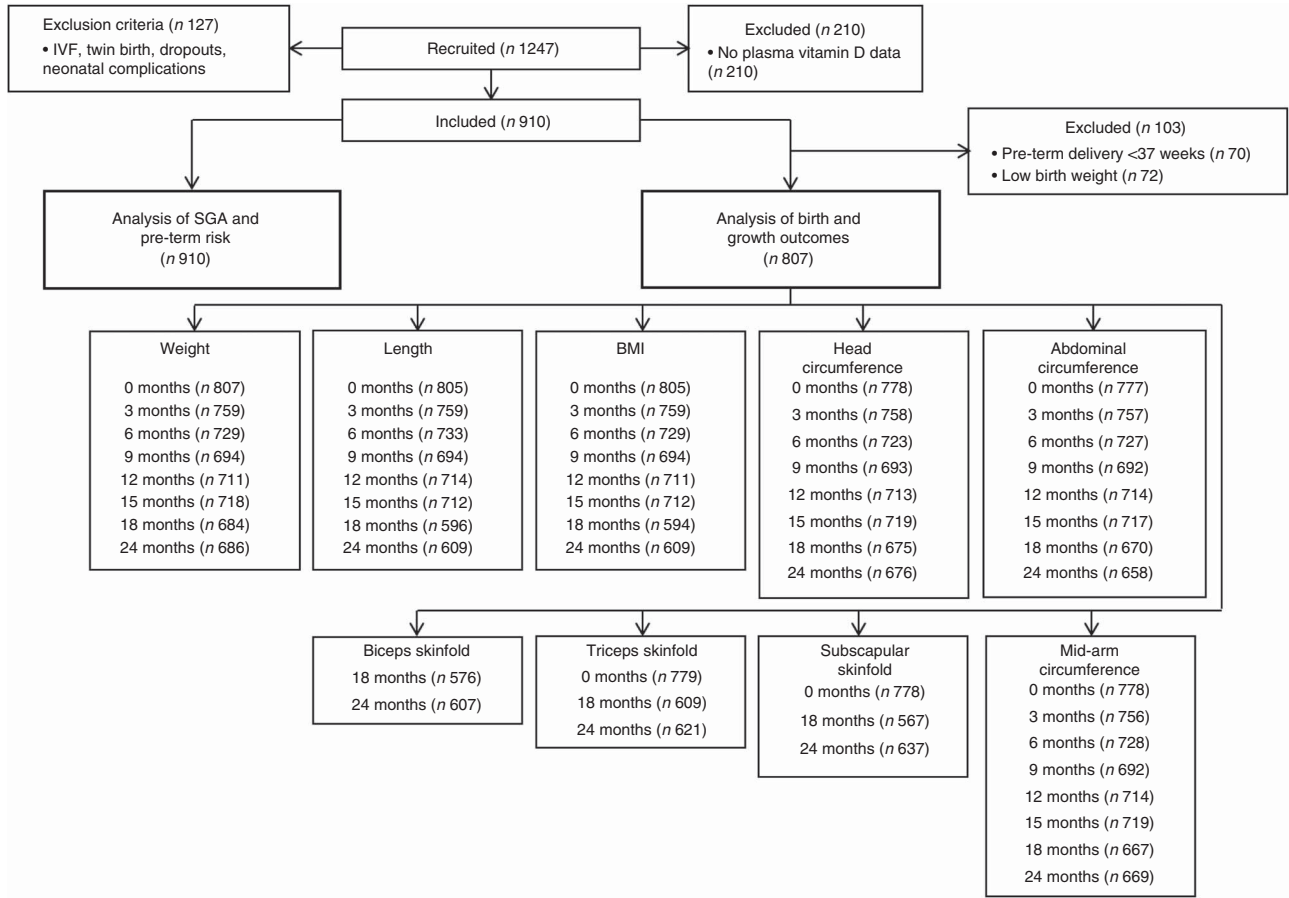 Exclusion criteria (n 127)
• IVF, twin birth, dropouts,
neonatal complications
Recruited (n 1247)
Excluded (n 210)
• No plasma vitamin D data
(n 210)
Included (n 910)
Excluded (n 103)
• Pre-term delivery <37 weeks (n 70)
• Low birth weight (n 72)
Analysis of SGA and
pre-term risk
(n 910)
Analysis of birth and
growth outcomes
(n 807)
Weight
0 months (n 807)
3 months (n 759)
6 months (n 729)
9 months (n 694)
12 months (n 711)
15 months (n 718)
18 months (n 684)
24 months (n 686)
Length
0 months (n 805)
3 months (n 759)
6 months (n 733)
9 months (n 694)
12 months (n 714)
15 months (n 712)
18 months (n 596)
24 months (n 609)
BMI
0 months (n 805)
3 months (n 759)
6 months (n 729)
9 months (n 694)
12 months (n 711)
15 months (n 712)
18 months (n 594)
24 months (n 609)
Head
circumference
0 months (n 778)
3 months (n 758)
6 months (n 723)
9 months (n 693)
12 months (n 713)
15 months (n 719)
18 months (n 675)
24 months (n 676)
Abdominal
circumference
0 months (n 777)
3 months (n 757)
6 months (n 727)
9 months (n 692)
12 months (n 714)
15 months (n 717)
18 months (n 670)
24 months (n 658)
Biceps skinfold
18 months (n 576)
24 months (n 607)
Triceps skinfold
0 months (n 779)
18 months (n 609)
24 months (n 621)
Subscapular
skinfold
0 months (n 778)
18 months (n 567)
24 months (n 637)
Mid-arm
circumference
0 months (n 778)
3 months (n 756)
6 months (n 728)
9 months (n 692)
12 months (n 714)
15 months (n 719)
18 months (n 667)
24 months (n 669)